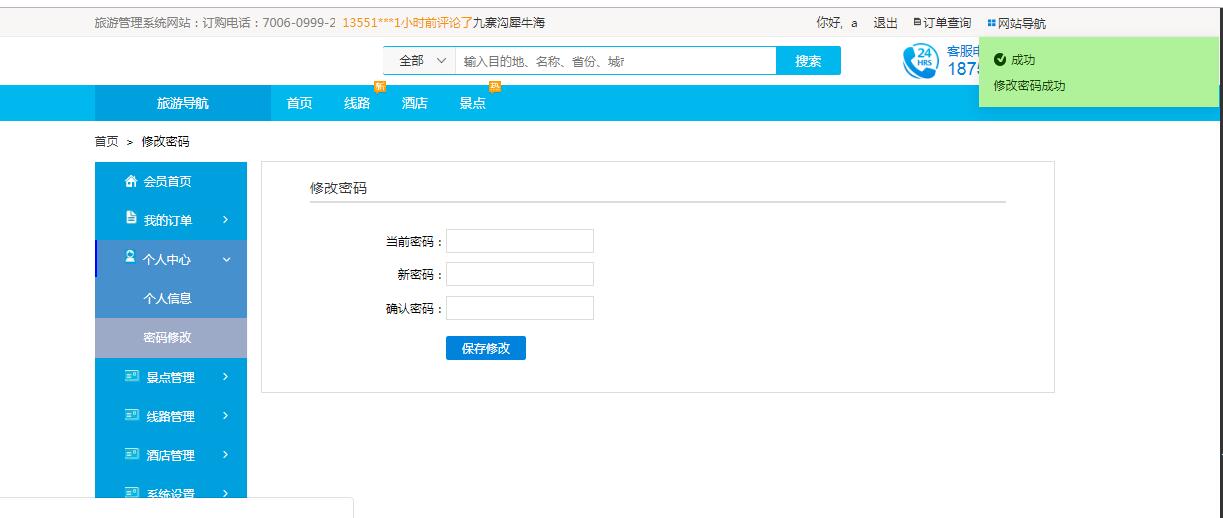 旅游管理系统网站：订购电话：7006-0999-2 13551***1小时前评论了九寨沟犀牛海 你好, a 退出 订单查询 网站导航
全部 输入目的地、名称、省份、城市 搜索 24 HRS 客服电
187
成功
修改密码成功
旅游导航 首页 线路 新 酒店 景点 热
首页 > 修改密码
会员首页
我的订单
个人中心
个人信息
密码修改
景点管理
线路管理
酒店管理
系统设置
修改密码
当前密码：
新密码：
确认密码：
保存修改